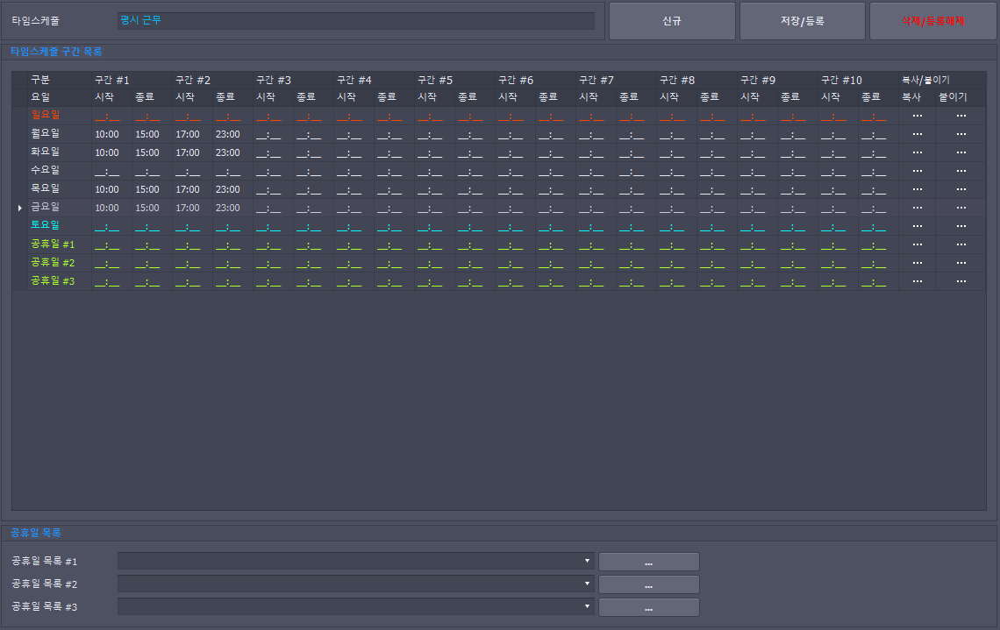 타임스케줄 평시 근무 신규 저장/등록 삭제/등록해제
타임스케줄 구간 목록
구분 구간 #1 구간 #2 구간 #3 구간 #4 구간 #5 구간 #6 구간 #7 구간 #8 구간 #9 구간 #10 복사/붙이기
요일 시작 종료 시작 종료 시작 종료 시작 종료 시작 종료 시작 종료 시작 종료 시작 종료 시작 종료 시작 종료 복사 붙이기
일요일 __:__ __:__ __:__ __:__ __:__ __:__ __:__ __:__ __:__ __:__ __:__ __:__ __:__ __:__ __:__ __:__ __:__ __:__ __:__ __:__ ... ...
월요일 10:00 15:00 17:00 23:00 __:__ __:__ __:__ __:__ __:__ __:__ __:__ __:__ __:__ __:__ __:__ __:__ __:__ __:__ __:__ __:__ ... ...
화요일 10:00 15:00 17:00 23:00 __:__ __:__ __:__ __:__ __:__ __:__ __:__ __:__ __:__ __:__ __:__ __:__ __:__ __:__ __:__ __:__ ... ...
수요일 __:__ __:__ __:__ __:__ __:__ __:__ __:__ __:__ __:__ __:__ __:__ __:__ __:__ __:__ __:__ __:__ __:__ __:__ __:__ __:__ ... ...
목요일 10:00 15:00 17:00 23:00 __:__ __:__ __:__ __:__ __:__ __:__ __:__ __:__ __:__ __:__ __:__ __:__ __:__ __:__ __:__ __:__ ... ...
금요일 10:00 15:00 17:00 23:00 __:__ __:__ __:__ __:__ __:__ __:__ __:__ __:__ __:__ __:__ __:__ __:__ __:__ __:__ __:__ __:__ ... ...
토요일 __:__ __:__ __:__ __:__ __:__ __:__ __:__ __:__ __:__ __:__ __:__ __:__ __:__ __:__ __:__ __:__ __:__ __:__ __:__ __:__ ... ...
공휴일 #1 __:__ __:__ __:__ __:__ __:__ __:__ __:__ __:__ __:__ __:__ __:__ __:__ __:__ __:__ __:__ __:__ __:__ __:__ __:__ __:__ ... ...
공휴일 #2 __:__ __:__ __:__ __:__ __:__ __:__ __:__ __:__ __:__ __:__ __:__ __:__ __:__ __:__ __:__ __:__ __:__ __:__ __:__ __:__ ... ...
공휴일 #3 __:__ __:__ __:__ __:__ __:__ __:__ __:__ __:__ __:__ __:__ __:__ __:__ __:__ __:__ __:__ __:__ __:__ __:__ __:__ __:__ ... ...
공휴일 목록
공휴일 목록 #1 ...
공휴일 목록 #2 ...
공휴일 목록 #3 ...